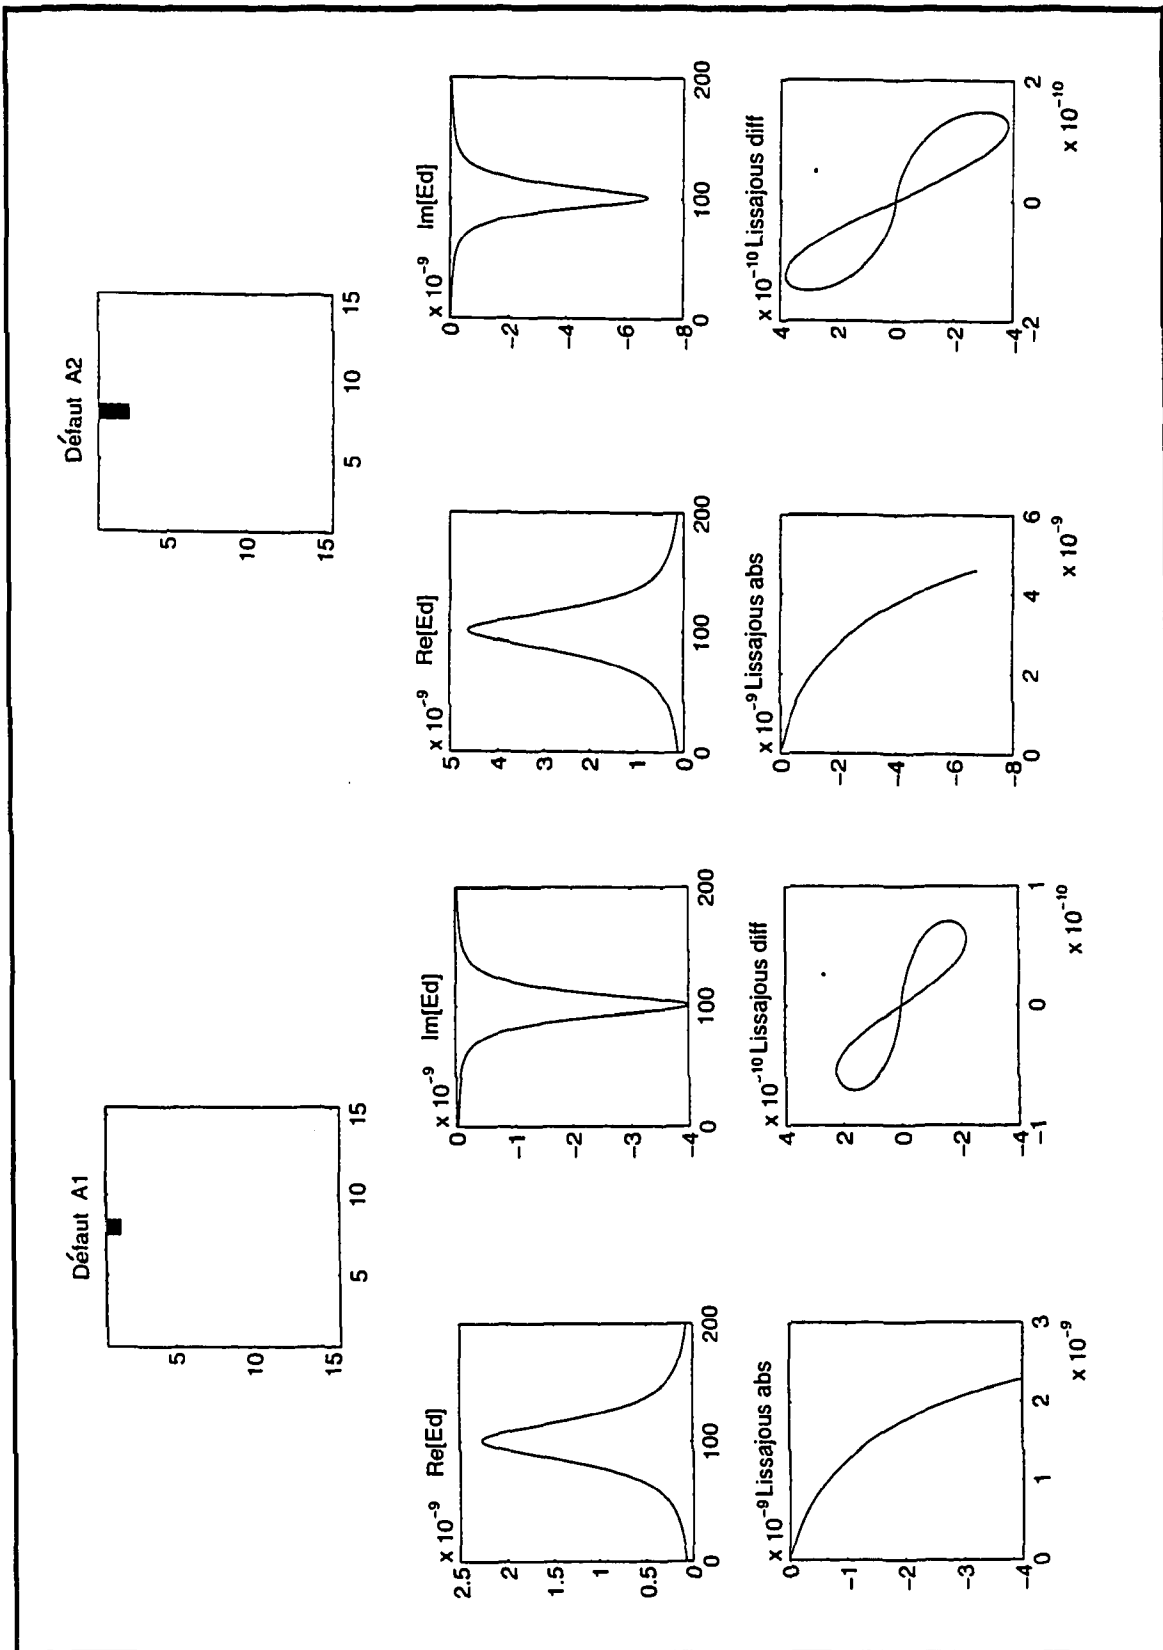 Défaut A1
5
10
15
5 10 15
x 10⁻⁹ Re[Ed]
2.5
2
1.5
1
0.5
0
0 100 200
x 10⁻⁹ Im[Ed]
0
-1
-2
-3
-4
0 100 200
x 10⁻⁹ Lissajous abs
0
-1
-2
-3
-4
0 1 2 3
x 10⁻⁹
x 10⁻¹⁰ Lissajous diff
4
2
0
-2
-4
-1 0 1
x 10⁻¹⁰
Défaut A2
5
10
15
5 10 15
x 10⁻⁹ Re[Ed]
5
4
3
2
1
0
0 100 200
x 10⁻⁹ Im[Ed]
0
-2
-4
-6
-8
0 100 200
x 10⁻⁹ Lissajous abs
0
-2
-4
-6
-8
0 2 4 6
x 10⁻⁹
x 10⁻¹⁰ Lissajous diff
4
2
0
-2
-4
-2 0 2
x 10⁻¹⁰